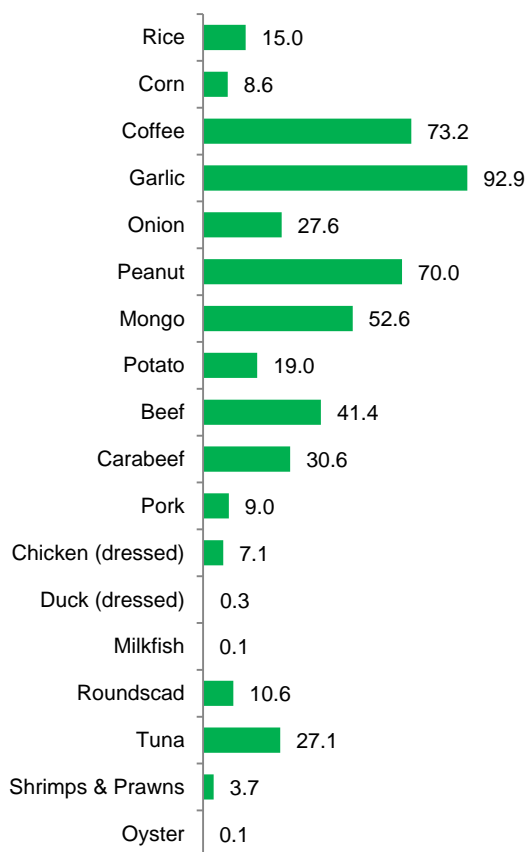 Rice 15.0
Corn 8.6
Coffee 73.2
Garlic 92.9
Onion 27.6
Peanut 70.0
Mongo 52.6
Potato 19.0
Beef 41.4
Carabeef 30.6
Pork 9.0
Chicken (dressed) 7.1
Duck (dressed) 0.3
Milkfish 0.1
Roundscad 10.6
Tuna 27.1
Shrimps & Prawns 3.7
Oyster 0.1